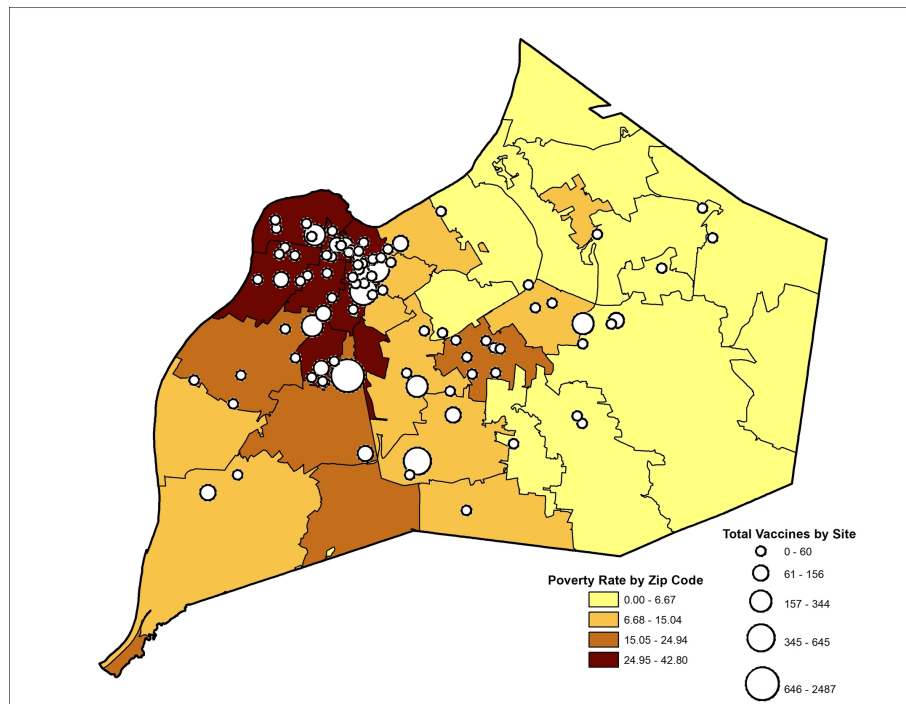 Total Vaccines by Site
0 - 60
61 - 156
157 - 344
345 - 645
646 - 2487
Poverty Rate by Zip Code
0.00 - 6.67
6.68 - 15.04
15.05 - 24.94
24.95 - 42.80